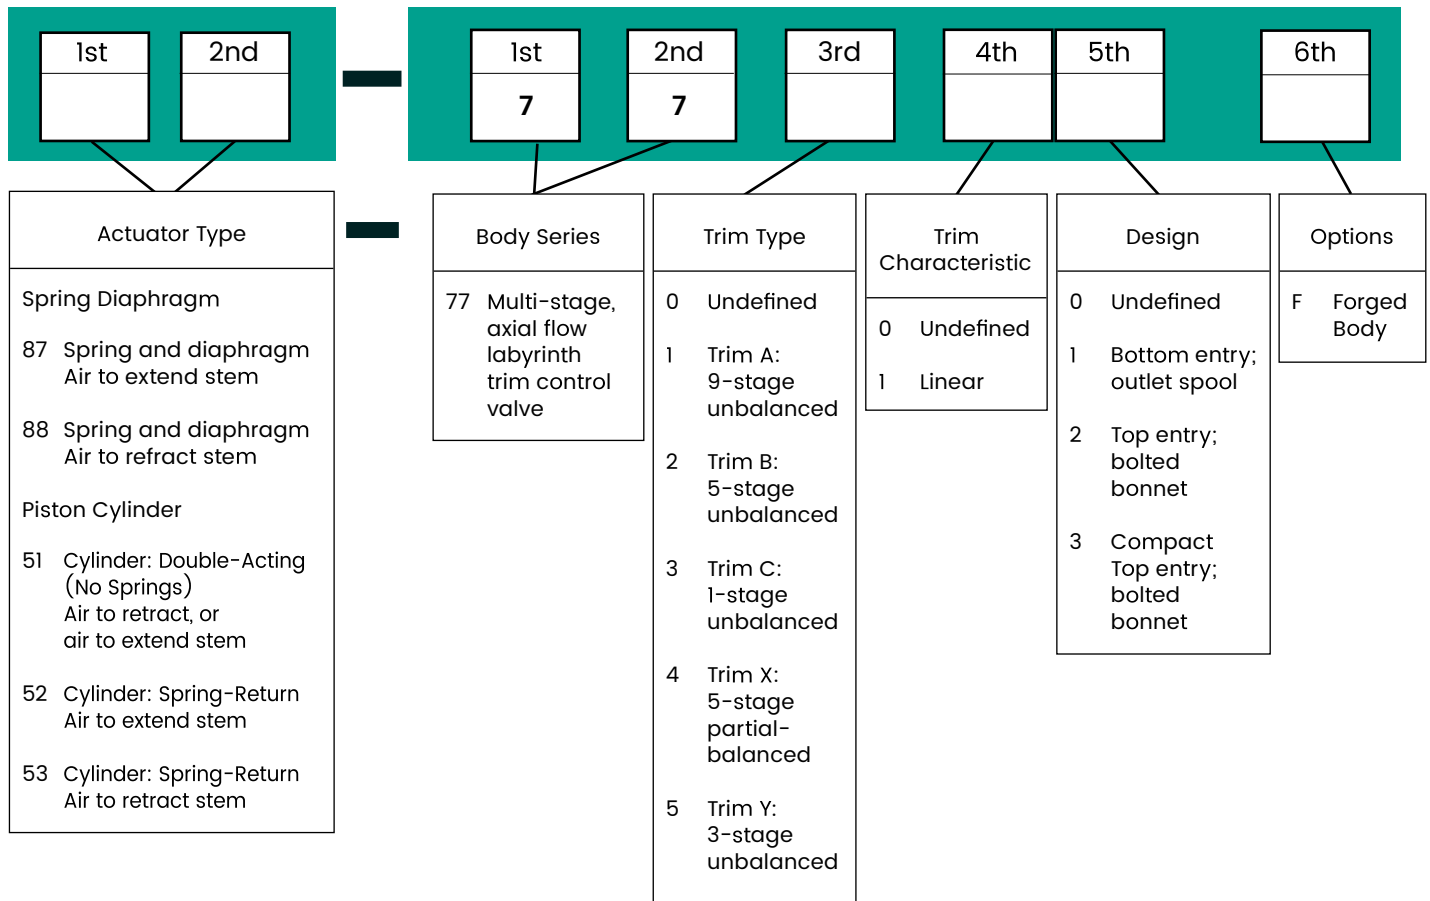 1st
2nd
1st
7
2nd
7
3rd
4th
5th
6th
Actuator Type
Spring Diaphragm
87 Spring and diaphragm
Air to extend stem
88 Spring and diaphragm
Air to refract stem
Piston Cylinder
51 Cylinder: Double-Acting
(No Springs)
Air to retract, or
air to extend stem
52 Cylinder: Spring-Return
Air to extend stem
53 Cylinder: Spring-Return
Air to retract stem
Body Series
77 Multi-stage,
axial flow
labyrinth
trim control
valve
Trim Type
0 Undefined
1 Trim A:
9-stage
unbalanced
2 Trim B:
5-stage
unbalanced
3 Trim C:
1-stage
unbalanced
4 Trim X:
5-stage
partial-
balanced
5 Trim Y:
3-stage
unbalanced
Trim
Characteristic
0 Undefined
1 Linear
Design
0 Undefined
1 Bottom entry;
outlet spool
2 Top entry;
bolted
bonnet
3 Compact
Top entry;
bolted
bonnet
Options
F Forged
Body